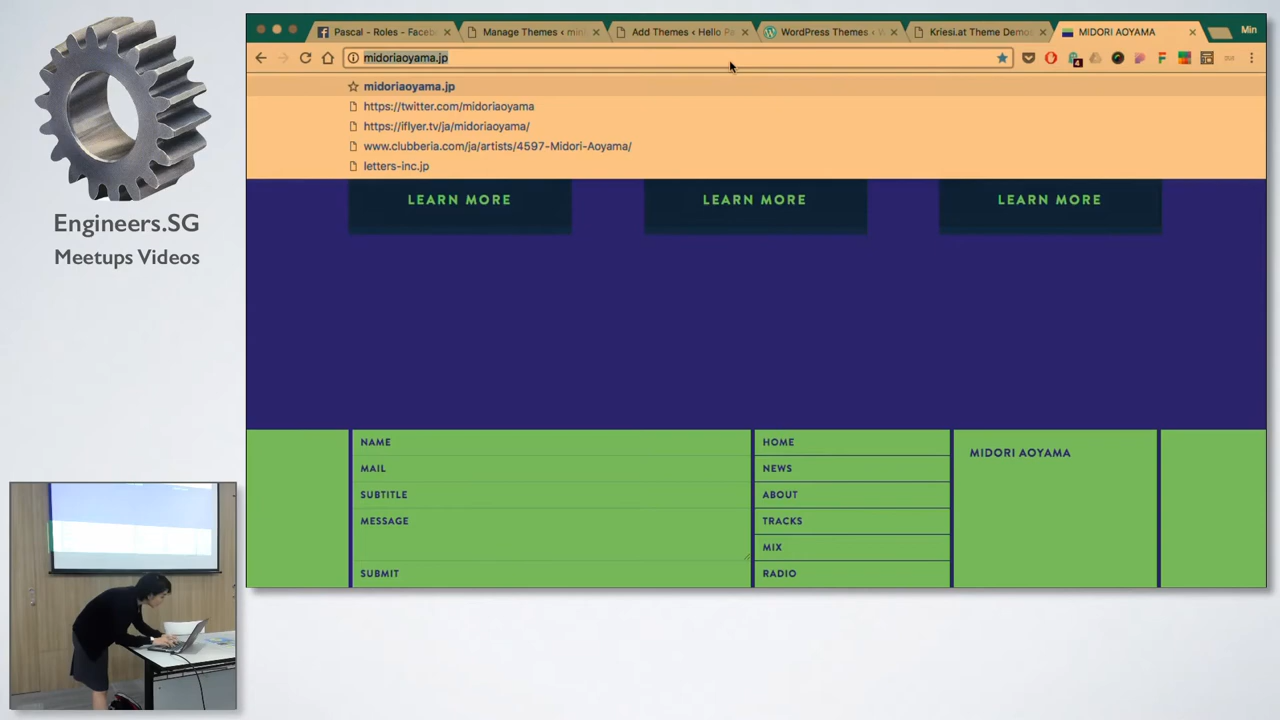 Engineers.SG
Meetups Videos
Pascal - Roles - Faceb
Manage Themes ‹ mini
Add Themes ‹ Hello Pa
WordPress Themes ‹ W
Kriesi.at Theme Demo
MIDORI AOYAMA
Min
midoriaoyama.jp
midoriaoyama.jp
https://twitter.com/midoriaoyama
https://iflyer.tv/ja/midoriaoyama/
www.clubberia.com/ja/artists/4597-Midori-Aoyama/
letters-inc.jp
LEARN MORE
LEARN MORE
LEARN MORE
NAME
MAIL
SUBTITLE
MESSAGE
SUBMIT
HOME
NEWS
ABOUT
TRACKS
MIX
RADIO
MIDORI AOYAMA